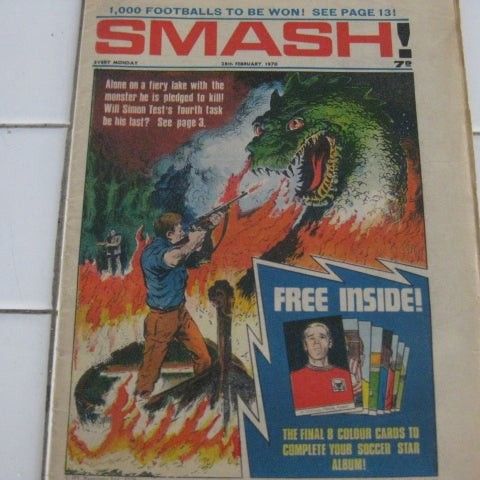 1,000 FOOTBALLS TO BE WON! SEE PAGE 13!
SMASH!
EVERY MONDAY
28th FEBRUARY, 1970
7D
Alone on a fiery lake with the
monster he is pledged to kill!
Will Simon Test's fourth task
be his last? See page 3.
FREE INSIDE!
THE FINAL 8 COLOUR CARDS TO
COMPLETE YOUR SOCCER STAR
ALBUM!